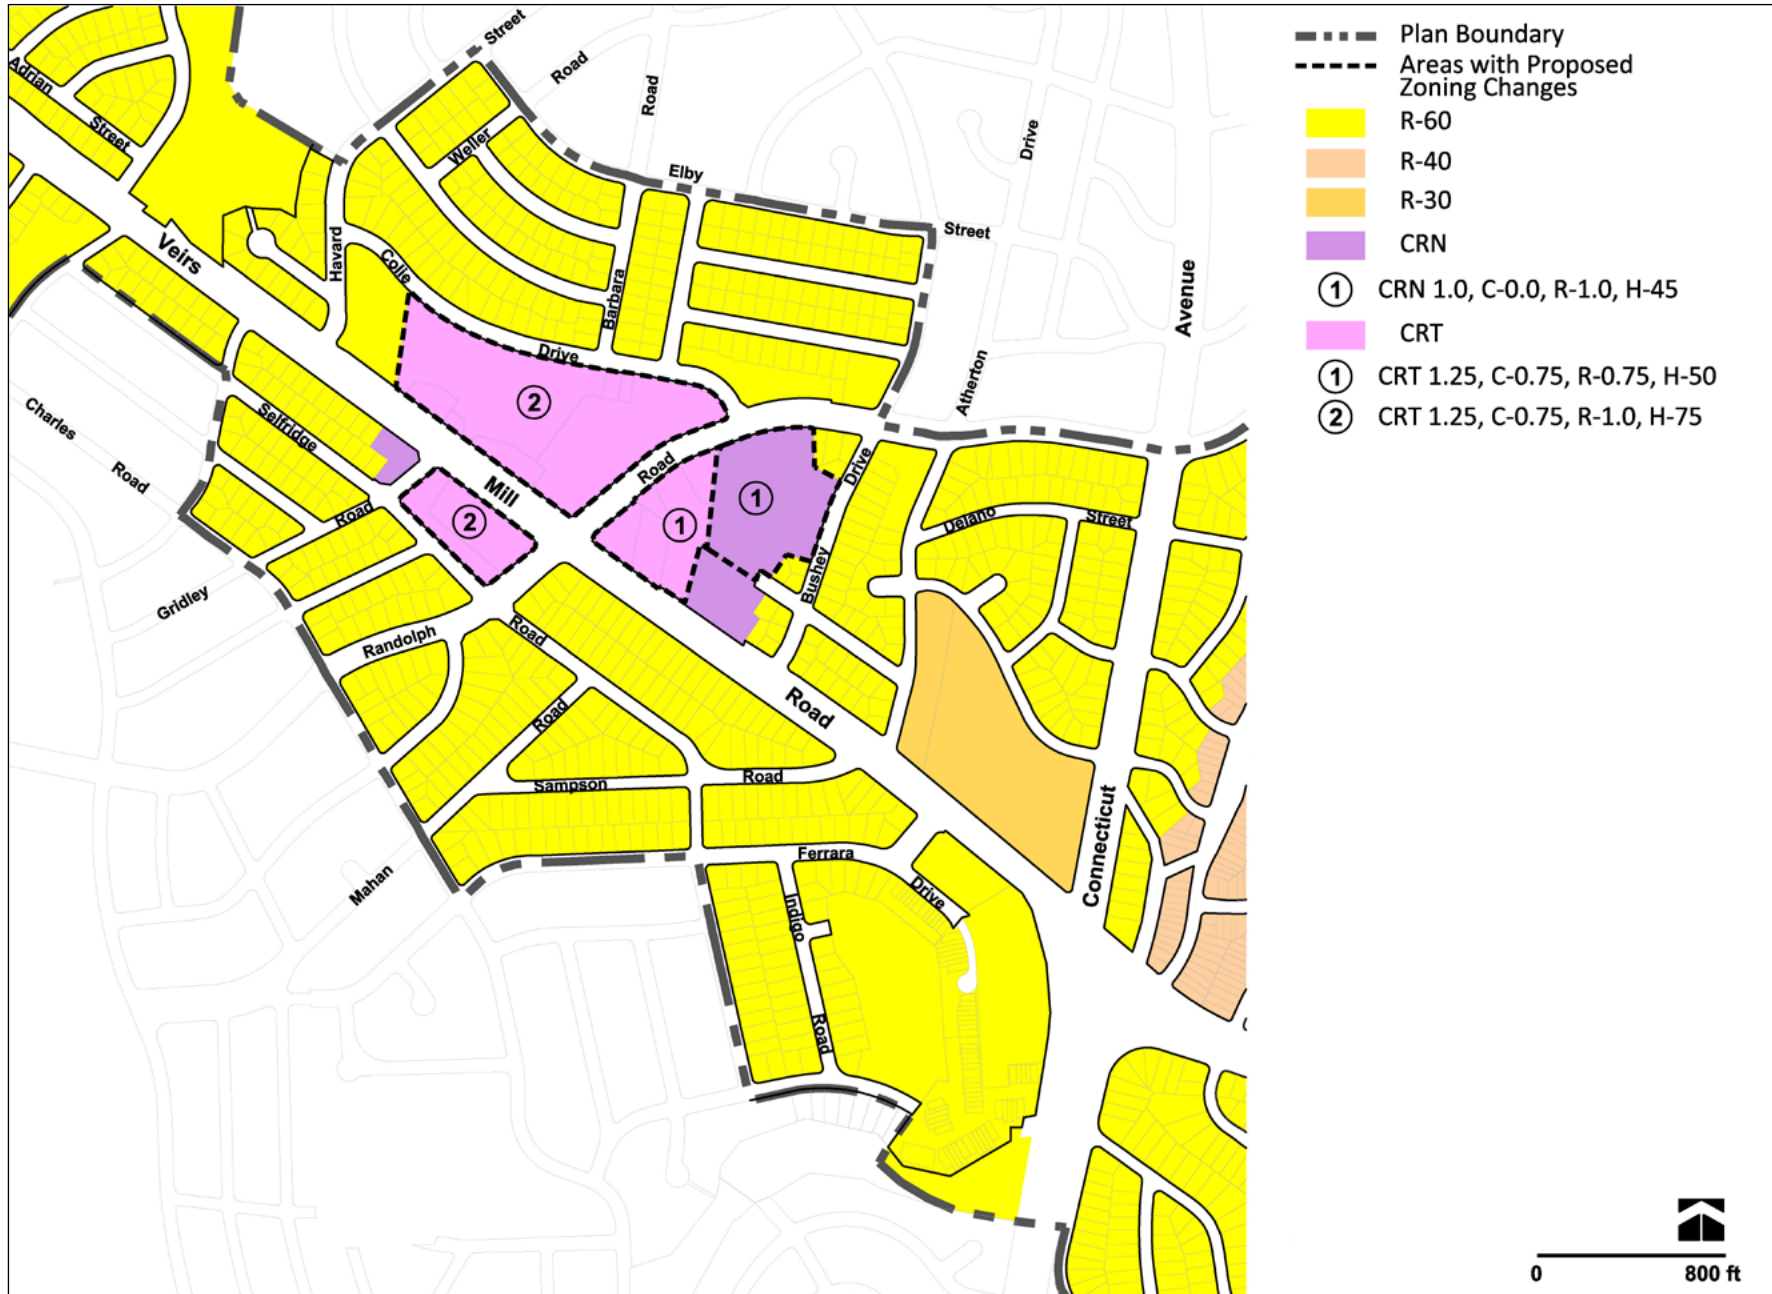 Street
Road
Road
Adrian
Street
Weller
Drive
Elby
Street
Veirs
Havard
Colie
Barbara
Avenue
Drive
Atherton
Charles
Road
Selfridge
2
Mill
Road
Drive
1
1
2
Road
Delano
Street
Gridley
Bushey
Randolph
Road
Road
Road
Sampson
Road
Connecticut
Ferrara
Drive
Mahan
Indigo
Road
Plan Boundary
Areas with Proposed
Zoning Changes
R-60
R-40
R-30
CRN
1 CRN 1.0, C-0.0, R-1.0, H-45
CRT
1 CRT 1.25, C-0.75, R-0.75, H-50
2 CRT 1.25, C-0.75, R-1.0, H-75
0 800 ft